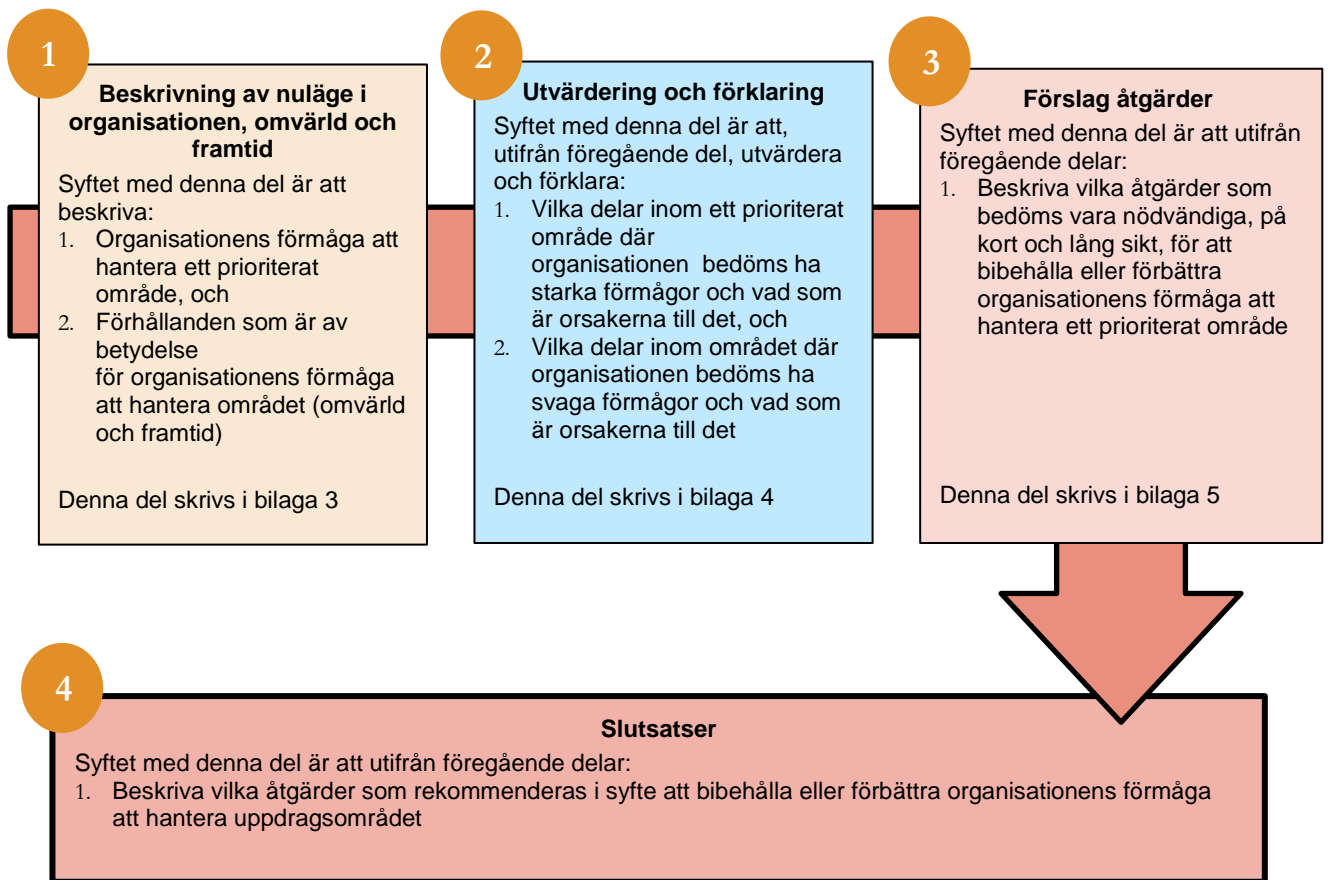 1
Beskrivning av nuläge i
organisationen, omvärld och
framtid
Syftet med denna del är att
beskriva:
1. Organisationens förmåga att
hantera ett prioriterat
område, och
2. Förhållanden som är av
betydelse
för organisationens förmåga
att hantera området (omvärld
och framtid)
Denna del skrivs i bilaga 3
2
Utvärdering och förklaring
Syftet med denna del är att,
utifrån föregående del, utvärdera
och förklara:
1. Vilka delar inom ett prioriterat
område där
organisationen bedöms ha
starka förmågor och vad som
är orsakerna till det, och
2. Vilka delar inom området där
organisationen bedöms ha
svaga förmågor och vad som
är orsakerna till det
Denna del skrivs i bilaga 4
3
Förslag åtgärder
Syftet med denna del är att utifrån
föregående delar:
1. Beskriva vilka åtgärder som
bedöms vara nödvändiga, på
kort och lång sikt, för att
bibehålla eller förbättra
organisationens förmåga att
hantera ett prioriterat område
Denna del skrivs i bilaga 5
4
Slutsatser
Syftet med denna del är att utifrån föregående delar:
1. Beskriva vilka åtgärder som rekommenderas i syfte att bibehålla eller förbättra organisationens förmåga
att hantera uppdragsområdet